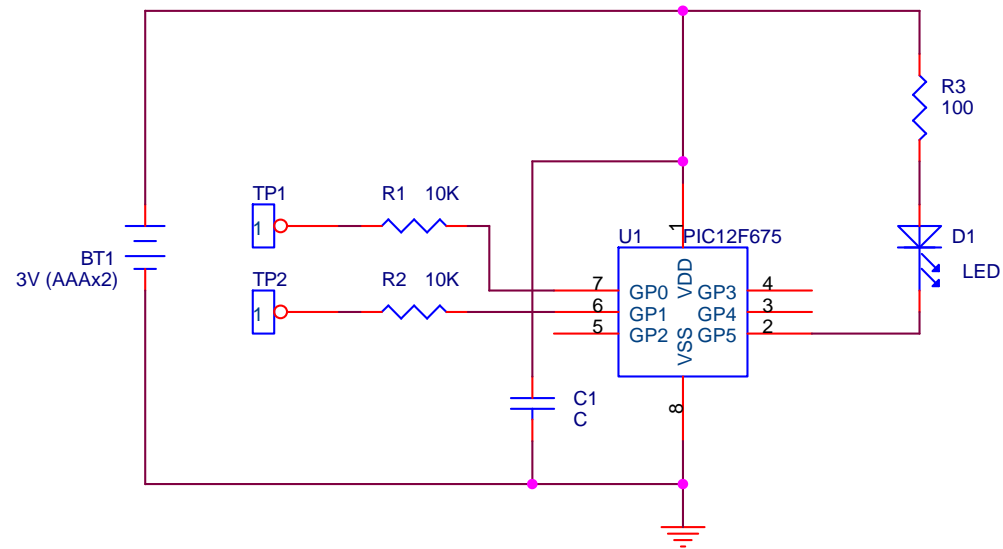 R3
100
TP1
1
R1 10K
TP2
1
R2 10K
BT1
3V (AAAx2)
U1
PIC12F675
1
VDD
7
GP0
6
GP1
5
GP2
GP3
4
GP4
3
GP5
2
VSS
8
D1
LED
C1
C